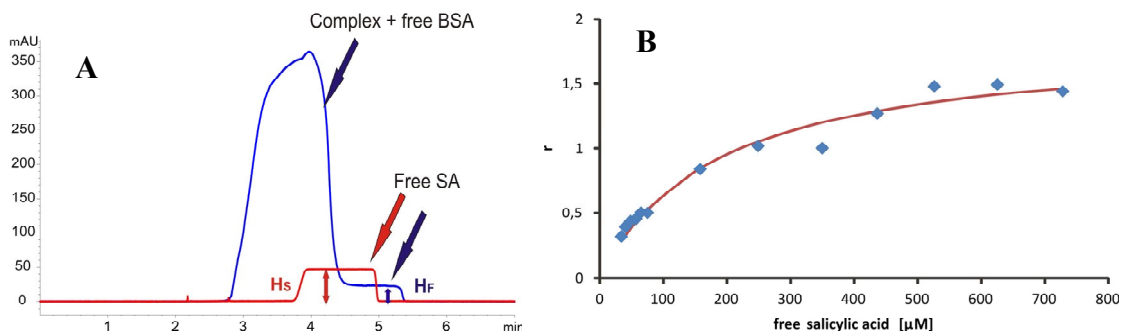 A
mAU
350
300
250
200
150
100
50
0
1
2
3
4
5
6
min
Complex + free BSA
Free SA
HS
HF
B
2
1,5
1
0,5
0
r
0
100
200
300
400
500
600
700
800
free salicylic acid [µM]